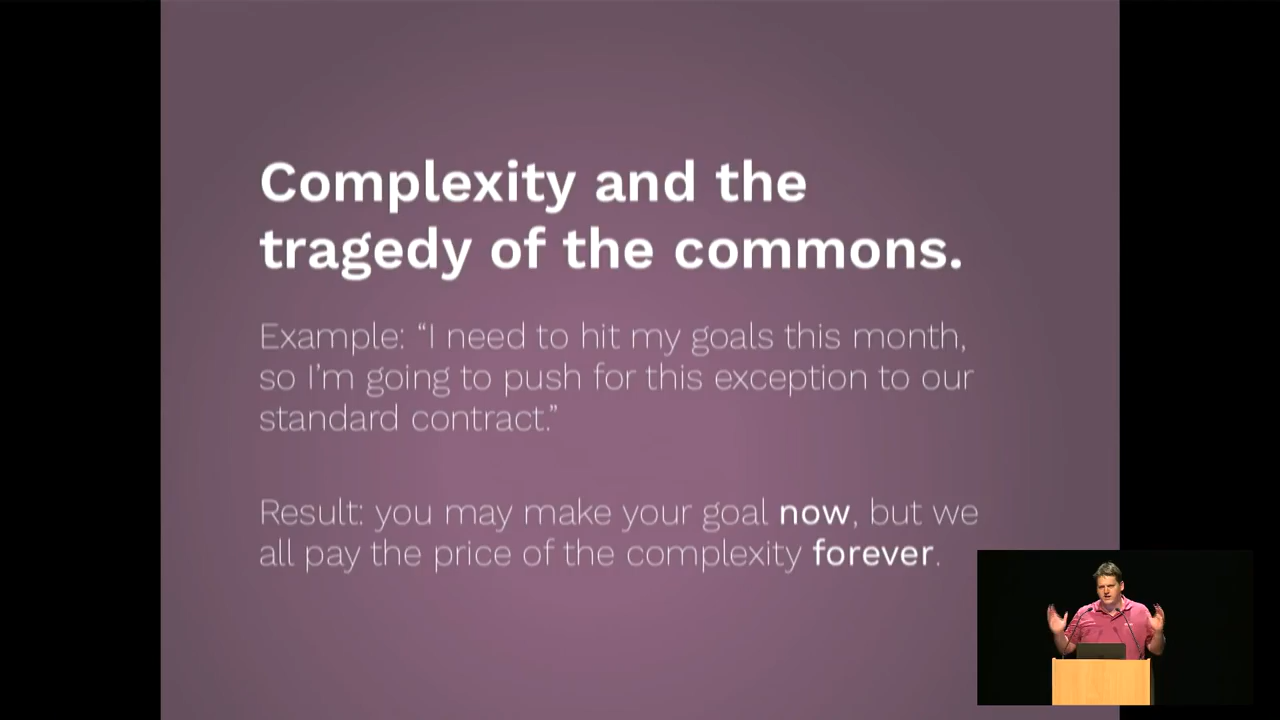 Complexity and the
tragedy of the commons.
Example: “I need to hit my goals this month,
so I’m going to push for this exception to our
standard contract.”
Result: you may make your goal now, but we
all pay the price of the complexity forever.